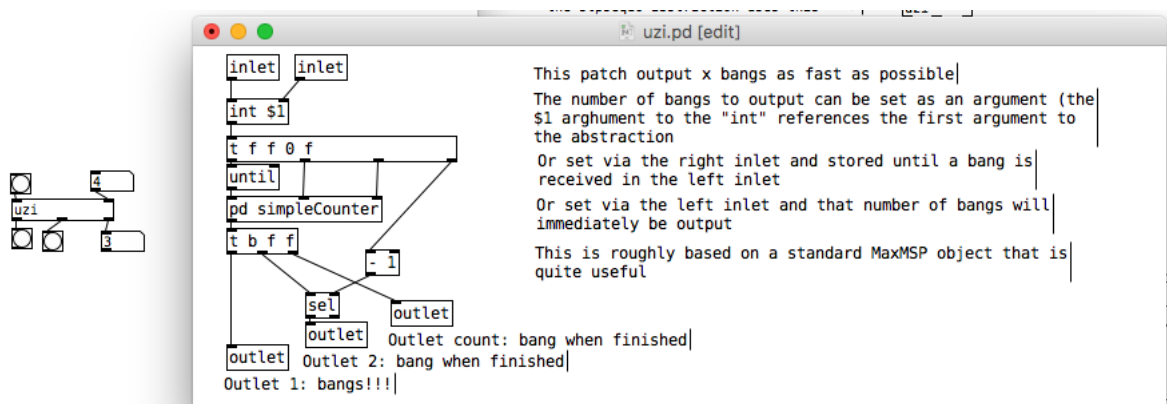 uzi.pd [edit]
inlet inlet
This patch output x bangs as fast as possible
The number of bangs to output can be set as an argument (the
$1 arghument to the "int" references the first argument to
the abstraction
int $1
t f f 0 f
Or set via the right inlet and stored until a bang is
received in the left inlet
until
4
uzi
3
pd simpleCounter
Or set via the left inlet and that number of bangs will
immediately be output
t b f f
This is roughly based on a standard MaxMSP object that is
quite useful
- 1
sel
outlet
outlet
Outlet count: bang when finished
outlet
Outlet 2: bang when finished
Outlet 1: bangs!!!